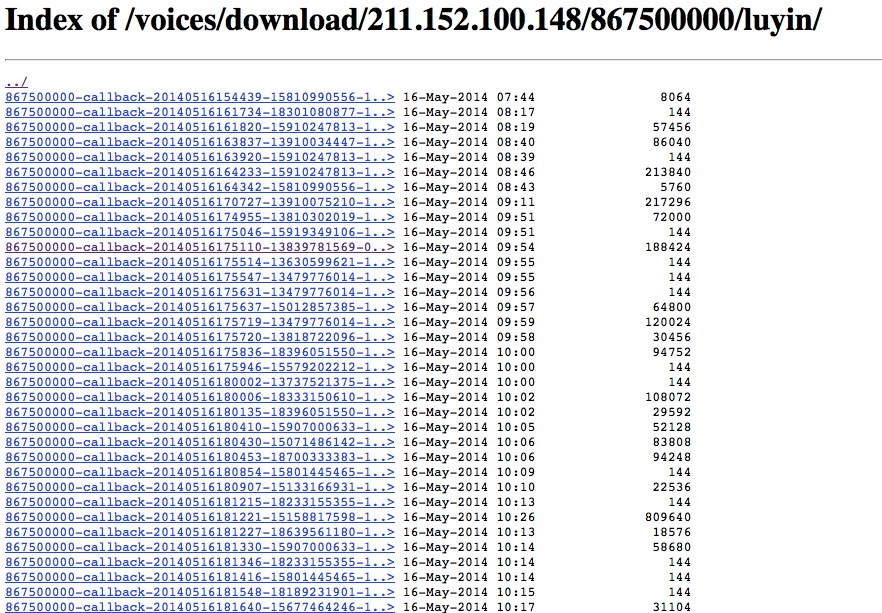 Index of /voices/download/211.152.100.148/867500000/luyin/
../
867500000-callback-20140516154439-15810990556-1..> 16-May-2014 07:44 8064
867500000-callback-20140516161734-18301080877-1..> 16-May-2014 08:17 144
867500000-callback-20140516161820-15910247813-1..> 16-May-2014 08:19 57456
867500000-callback-20140516163837-13910034447-1..> 16-May-2014 08:40 86040
867500000-callback-20140516163920-15910247813-1..> 16-May-2014 08:39 144
867500000-callback-20140516164233-15910247813-1..> 16-May-2014 08:46 213840
867500000-callback-20140516164342-15810990556-1..> 16-May-2014 08:43 5760
867500000-callback-20140516170727-13910075210-1..> 16-May-2014 09:11 217296
867500000-callback-20140516174955-13810302019-1..> 16-May-2014 09:51 72000
867500000-callback-20140516175046-15919349106-1..> 16-May-2014 09:51 144
867500000-callback-20140516175110-13839781569-0..> 16-May-2014 09:54 188424
867500000-callback-20140516175514-13630599621-1..> 16-May-2014 09:55 144
867500000-callback-20140516175547-13479776014-1..> 16-May-2014 09:55 144
867500000-callback-20140516175631-13479776014-1..> 16-May-2014 09:56 144
867500000-callback-20140516175637-15012857385-1..> 16-May-2014 09:57 64800
867500000-callback-20140516175719-13479776014-1..> 16-May-2014 09:59 120024
867500000-callback-20140516175720-13818722096-1..> 16-May-2014 09:58 30456
867500000-callback-20140516175836-18396051550-1..> 16-May-2014 10:00 94752
867500000-callback-20140516175946-15579202212-1..> 16-May-2014 10:00 144
867500000-callback-20140516180002-13737521375-1..> 16-May-2014 10:00 144
867500000-callback-20140516180006-18333150610-1..> 16-May-2014 10:02 108072
867500000-callback-20140516180135-18396051550-1..> 16-May-2014 10:02 29592
867500000-callback-20140516180410-15907000633-1..> 16-May-2014 10:05 52128
867500000-callback-20140516180430-15071486142-1..> 16-May-2014 10:06 83808
867500000-callback-20140516180453-18700333383-1..> 16-May-2014 10:06 94248
867500000-callback-20140516180854-15801445465-1..> 16-May-2014 10:09 144
867500000-callback-20140516180907-15133166931-1..> 16-May-2014 10:10 22536
867500000-callback-20140516181215-18233155355-1..> 16-May-2014 10:13 144
867500000-callback-20140516181221-15158817598-1..> 16-May-2014 10:26 809640
867500000-callback-20140516181227-18639561180-1..> 16-May-2014 10:13 18576
867500000-callback-20140516181330-15907000633-1..> 16-May-2014 10:14 58680
867500000-callback-20140516181346-18233155355-1..> 16-May-2014 10:14 144
867500000-callback-20140516181416-15801445465-1..> 16-May-2014 10:14 144
867500000-callback-20140516181548-18189231901-1..> 16-May-2014 10:15 144
867500000-callback-20140516181640-15677464246-1..> 16-May-2014 10:17 31104